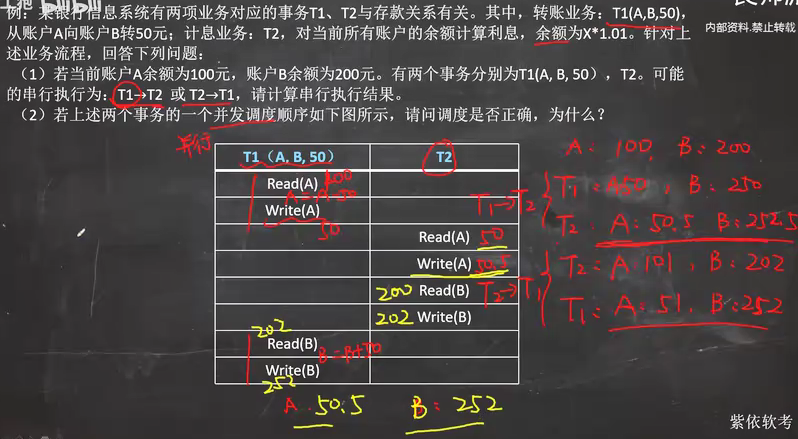 bilibili
内部资料.禁止
例：某银行信息系统有两项业务对应的事务T1、T2与存款关系有关。其中，转账业务：T1(A,B,50),
从账户A向账户B转50元；计息业务：T2，对当前所有账户的余额计算利息，余额为X*1.01。针对上
述业务流程，回答下列问题：
（1）若当前账户A余额为100元，账户B余额为200元。有两个事务分别为T1(A, B, 50），T2。可能
的串行执行为：T1→T2 或 T2→T1，请计算串行执行结果。
（2）若上述两个事务的一个并发调度顺序如下图所示，请问调度是否正确，为什么？
并行
T1（A, B, 50） T2
A = 100, B = 200
Read(A) 100
A=A-50
T1→T2
T1: A50, B: 250
Write(A)
50
T2: A: 50.5 B: 252.5
Read(A) 50
Write(A) 50.5
T2→T1
T2: A 101, B: 202
200 Read(B)
T1: A: 51, B: 252
202 Write(B)
202
Read(B)
B=B+50
Write(B)
252
A 50.5 B: 252
紫依软考